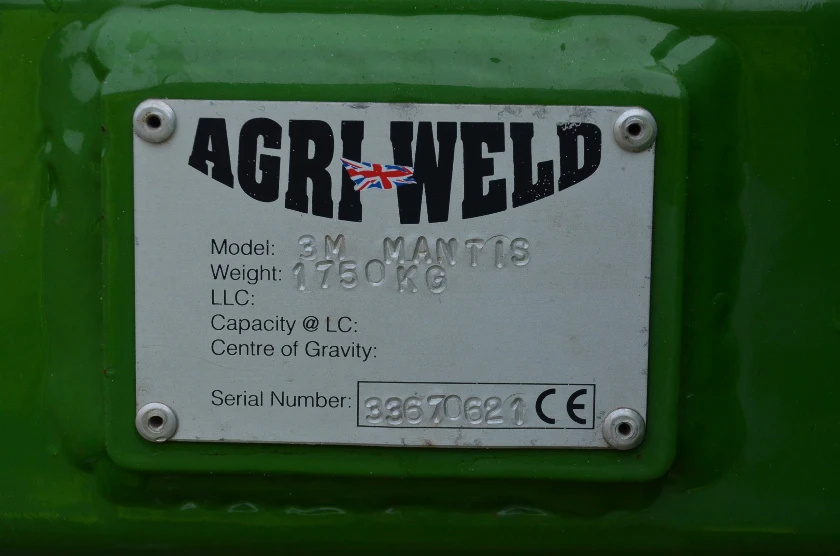 AGRI-WELD
Model: 3M MANTIS
Weight: 1750KG
LLC:
Capacity @ LC:
Centre of Gravity:
Serial Number: 33670621 CE